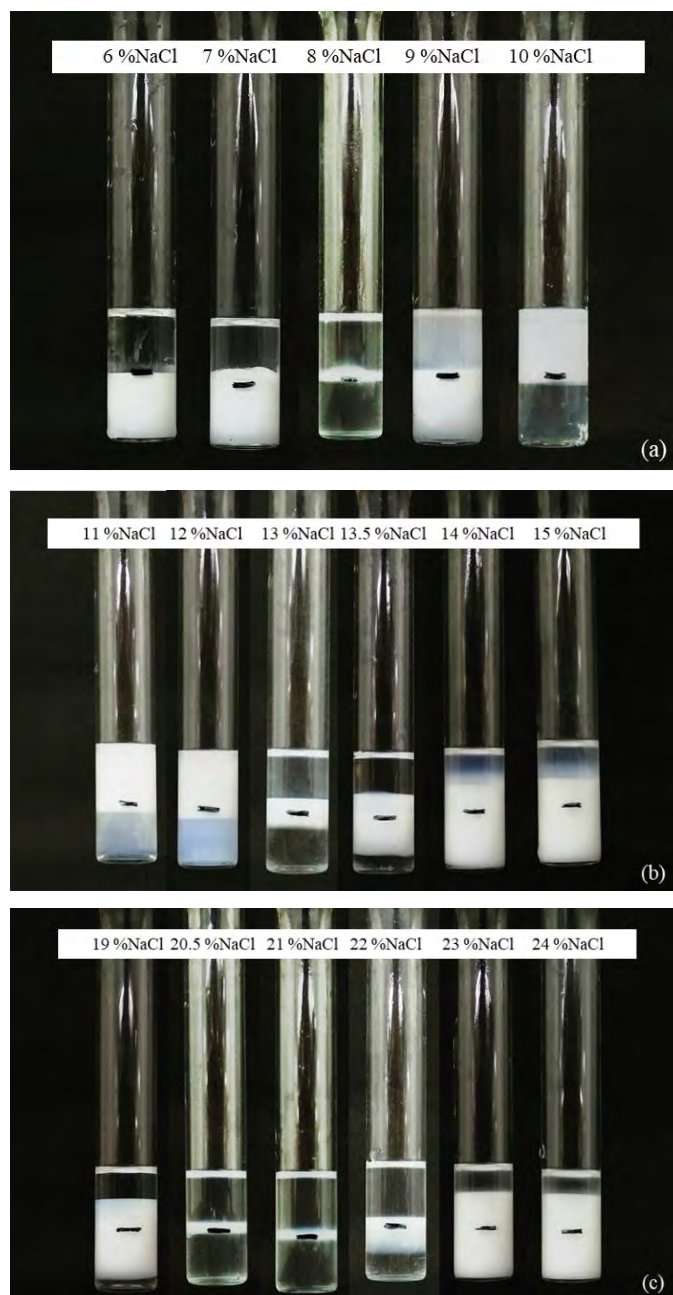 6 %NaCl 7 %NaCl 8 %NaCl 9 %NaCl 10 %NaCl
(a)
11 %NaCl 12 %NaCl 13 %NaCl 13.5 %NaCl 14 %NaCl 15 %NaCl
(b)
19 %NaCl 20.5 %NaCl 21 %NaCl 22 %NaCl 23 %NaCl 24 %NaCl
(c)